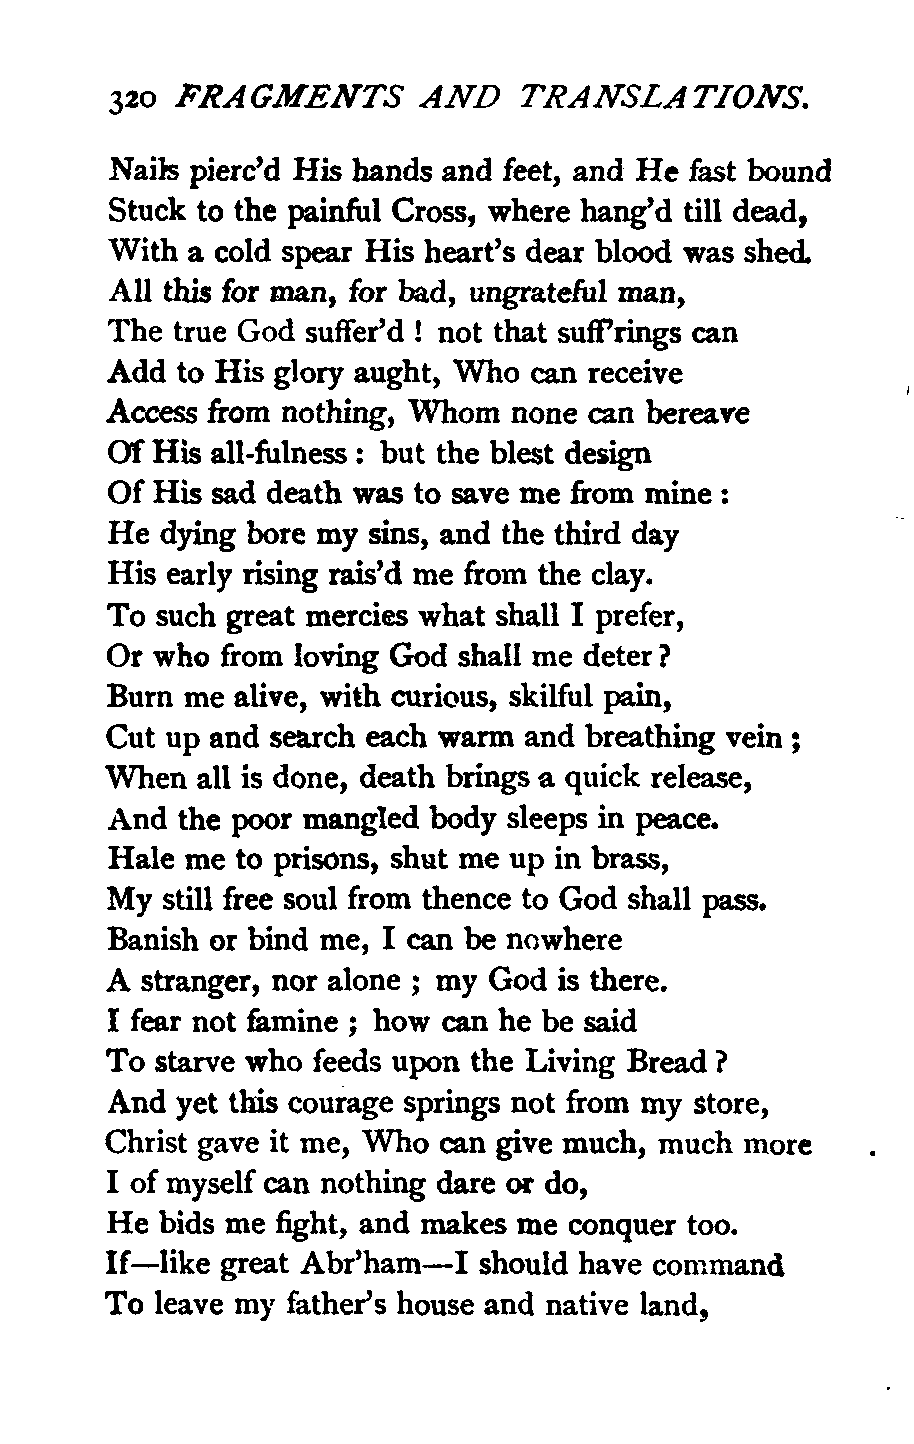 320 FRAGMENTS AND TRANSLATIONS.
Nails pierc'd His hands and feet, and He fast bound
Stuck to the painful Cross, where hang'd till dead,
With a cold spear His heart's dear blood was shed.
All this for man, for bad, ungrateful man,
The true God suffer'd ! not that suff'rings can
Add to His glory aught, Who can receive
Access from nothing, Whom none can bereave
Of His all-fulness : but the blest design
Of His sad death was to save me from mine :
He dying bore my sins, and the third day
His early rising rais'd me from the clay.
To such great mercies what shall I prefer,
Or who from loving God shall me deter ?
Burn me alive, with curious, skilful pain,
Cut up and search each warm and breathing vein ;
When all is done, death brings a quick release,
And the poor mangled body sleeps in peace.
Hale me to prisons, shut me up in brass,
My still free soul from thence to God shall pass.
Banish or bind me, I can be nowhere
A stranger, nor alone ; my God is there.
I fear not famine ; how can he be said
To starve who feeds upon the Living Bread ?
And yet this courage springs not from my store,
Christ gave it me, Who can give much, much more
I of myself can nothing dare or do,
He bids me fight, and makes me conquer too.
If—like great Abr'ham—I should have command
To leave my father's house and native land,